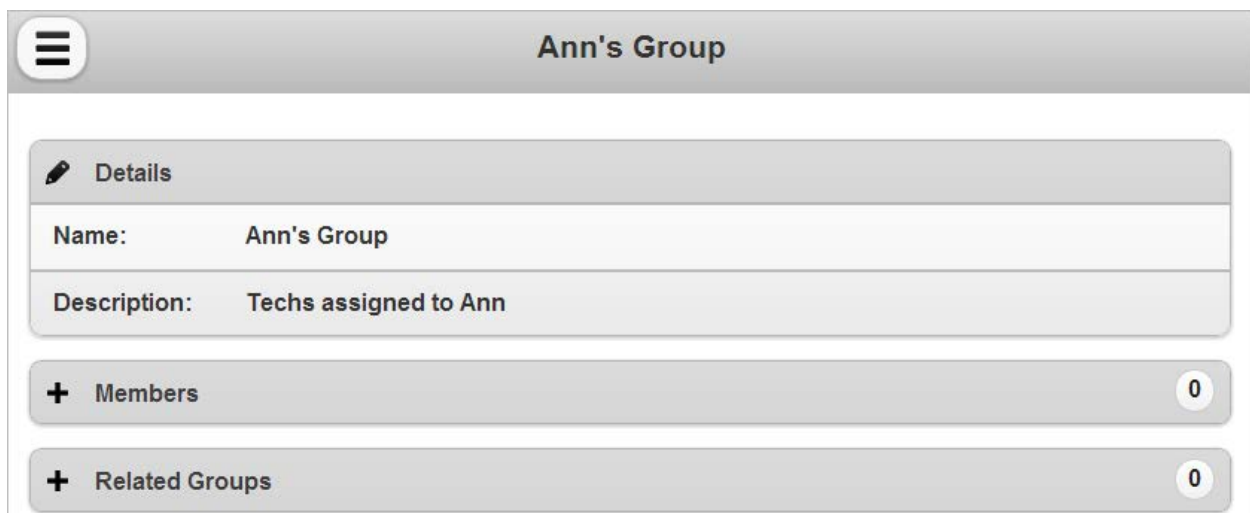 Ann's Group
Details
Name: Ann's Group
Description: Techs assigned to Ann
Members 0
Related Groups 0